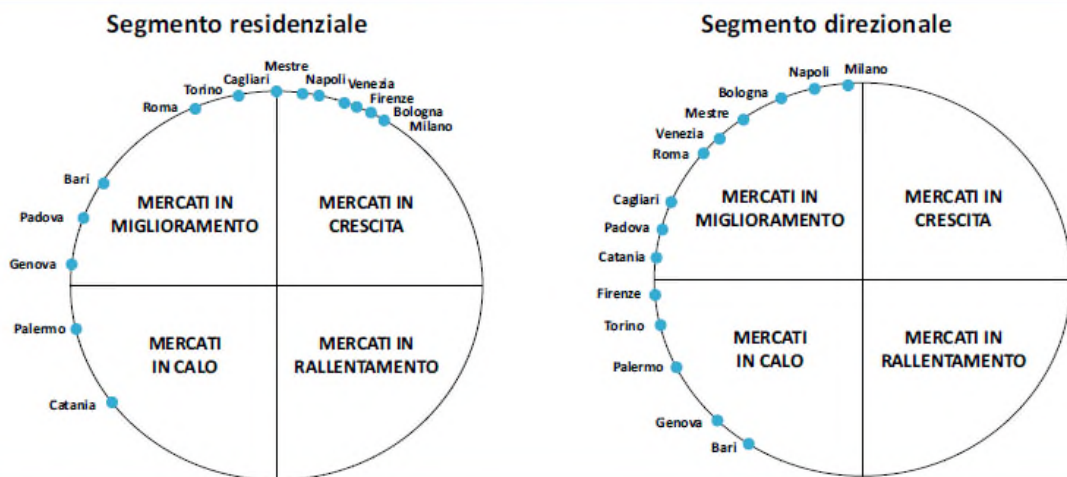 Segmento residenziale
Mestre
Cagliari
Napoli
Torino
Venezia
Roma
Firenze
Bologna
Milano
Bari
MERCATI IN
MIGLIORAMENTO
MERCATI IN
CRESCITA
Padova
Genova
Palermo
MERCATI
IN CALO
MERCATI IN
RALLENTAMENTO
Catania
Segmento direzionale
Milano
Napoli
Bologna
Mestre
Venezia
Roma
MERCATI IN
MIGLIORAMENTO
MERCATI IN
CRESCITA
Cagliari
Padova
Catania
Firenze
Torino
MERCATI
IN CALO
MERCATI IN
RALLENTAMENTO
Palermo
Genova
Bari